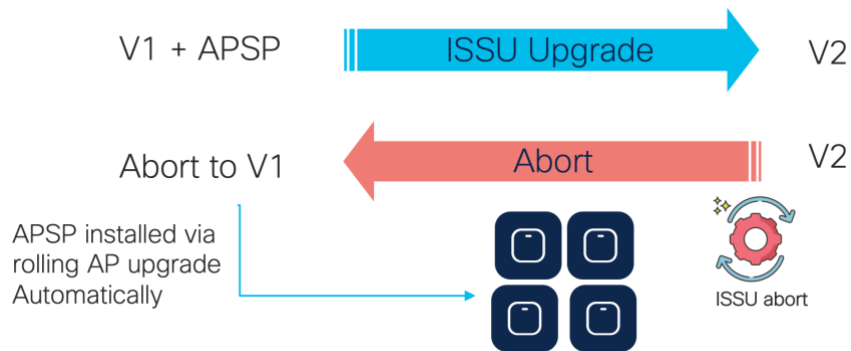 V1 + APSP
ISSU Upgrade
V2
Abort to V1
Abort
V2
APSP installed via
rolling AP upgrade
Automatically
ISSU abort